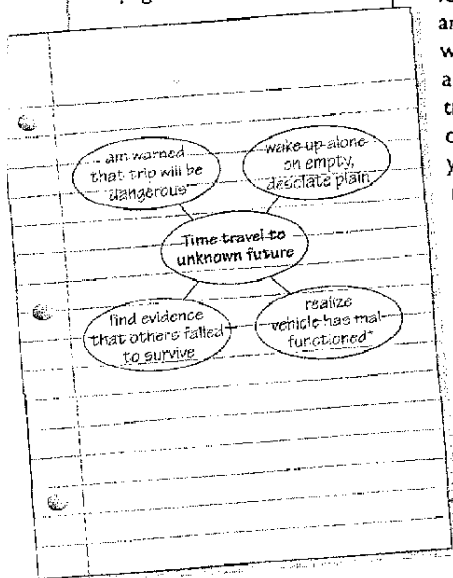 am warned
that trip will be
dangerous
wake up alone
on empty,
desolate plain
Time travel to
unknown future
find evidence
that others failed
to survive
realize
vehicle has mal-
functioned